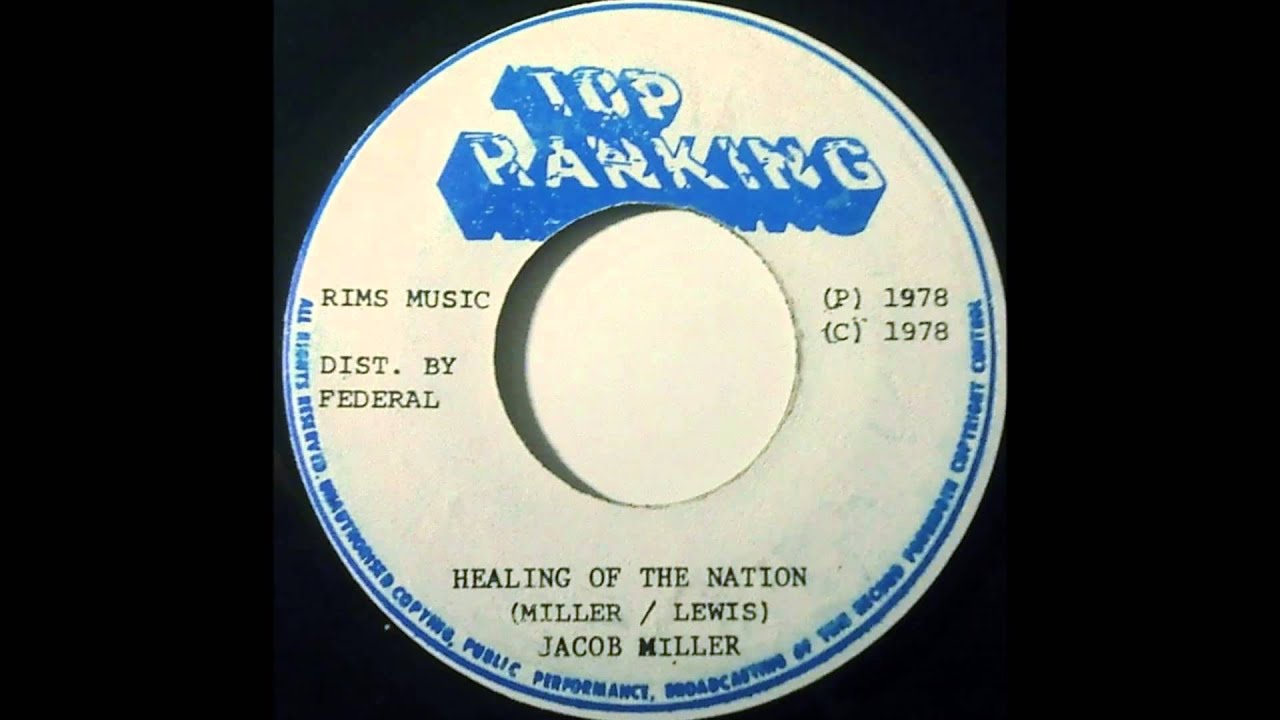 TOP
RANKING
RIMS MUSIC
(P) 1978
(C) 1978
DIST. BY
FEDERAL
HEALING OF THE NATION
(MILLER / LEWIS)
JACOB MILLER
ALL RIGHTS RESERVED. UNAUTHORISED COPYING, PUBLIC PERFORMANCE, BROADCASTING OF THE RECORD FORBIDDEN COPYRIGHT CONTROL